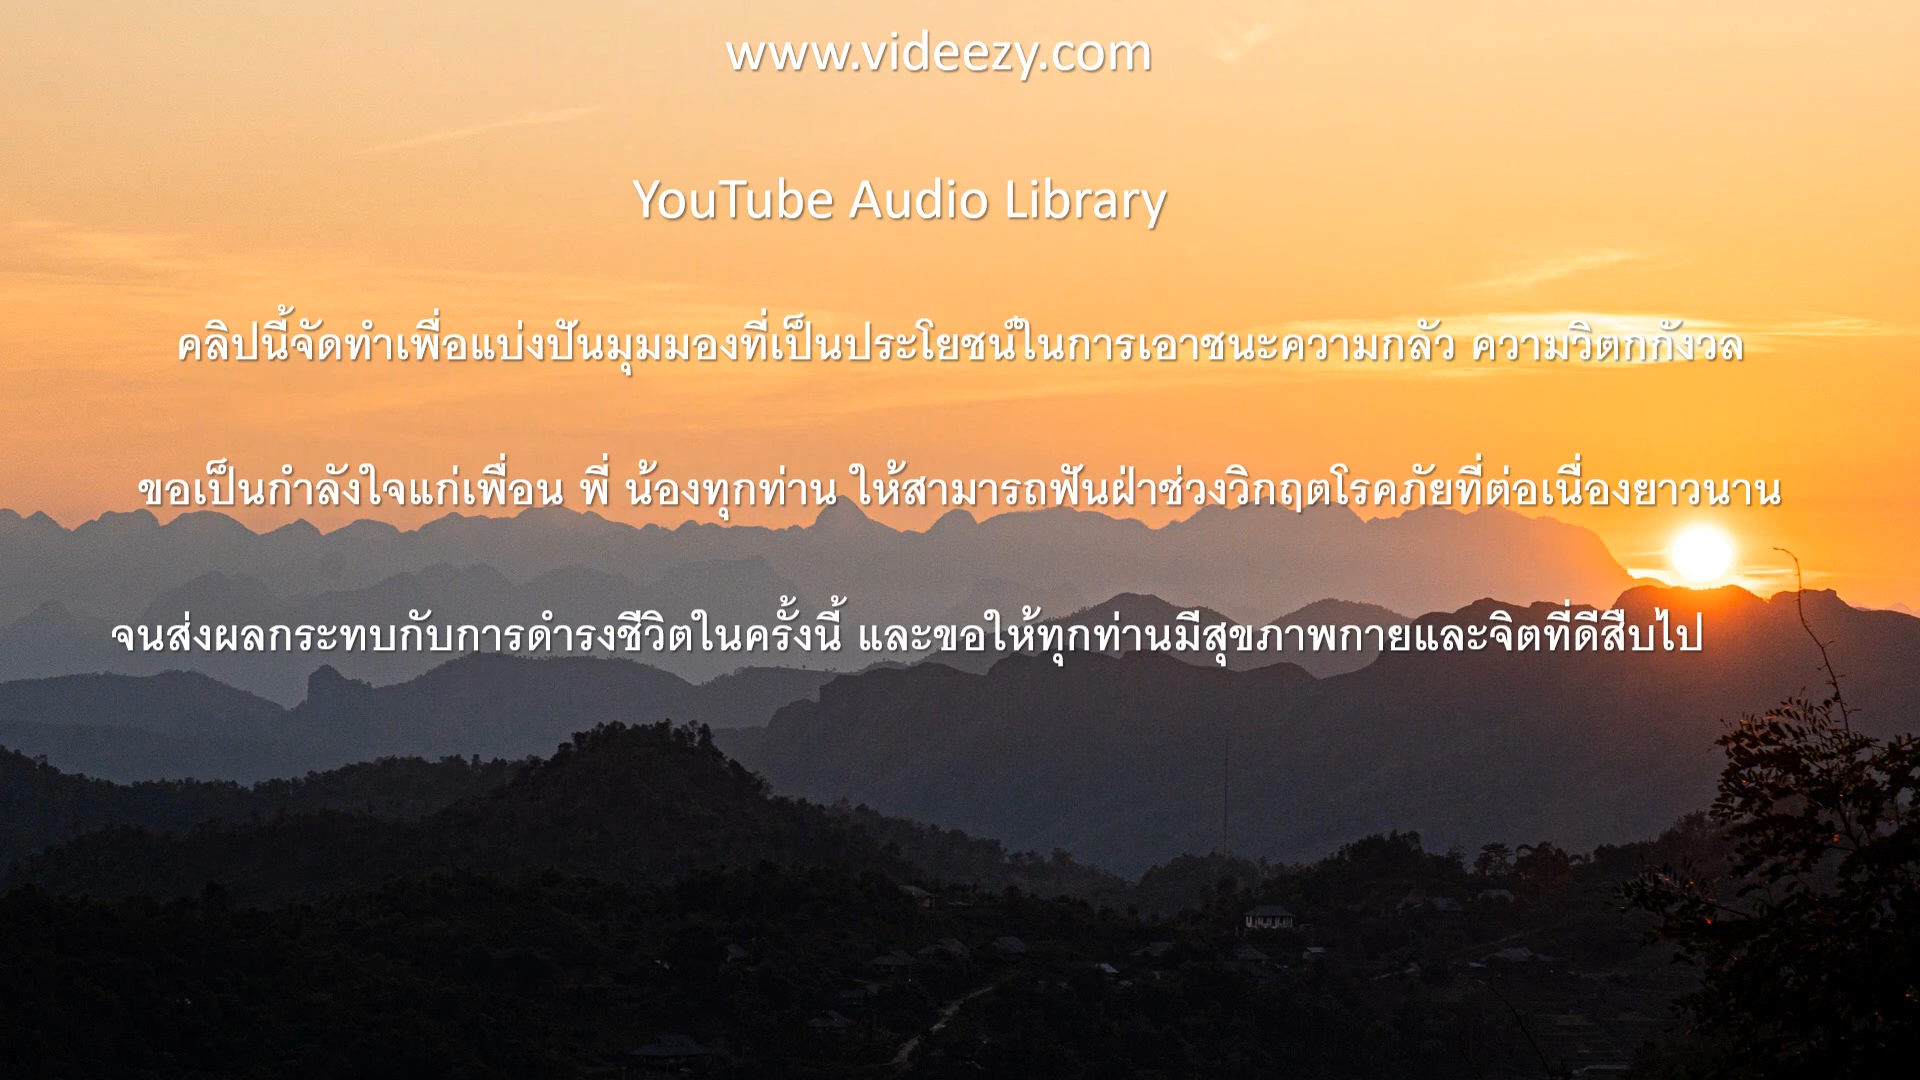 www.videezy.com
YouTube Audio Library
คลิปนี้จัดทำเพื่อแบ่งปันมุมมองที่เป็นประโยชน์ในการเอาชนะความกลัว ความวิตกกังวล
ขอเป็นกำลังใจแก่เพื่อน พี่ น้องทุกท่าน ให้สามารถฟันฝ่าช่วงวิกฤตโรคภัยที่ต่อเนื่องยาวนาน
จนส่งผลกระทบกับการดำรงชีวิตในครั้งนี้ และขอให้ทุกท่านมีสุขภาพกายและจิตที่ดีสืบไป